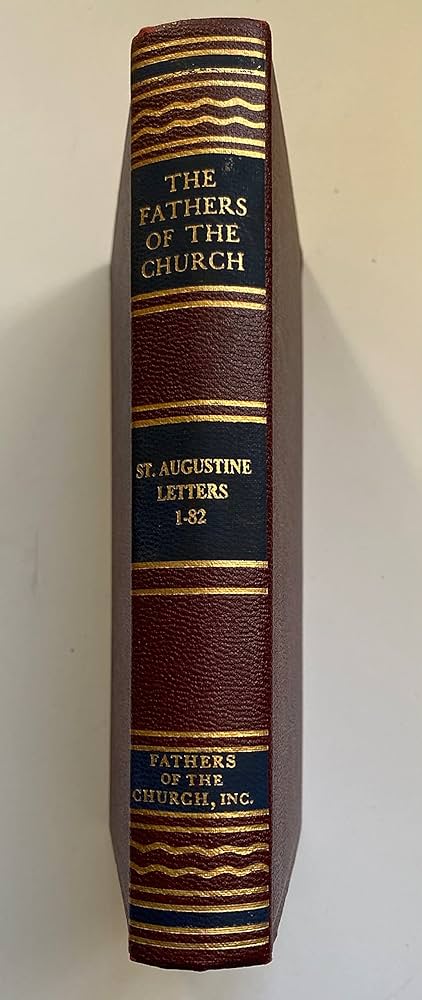 THE
FATHERS
OF THE
CHURCH
ST. AUGUSTINE
LETTERS
1-82
FATHERS
OF THE
CHURCH, INC.